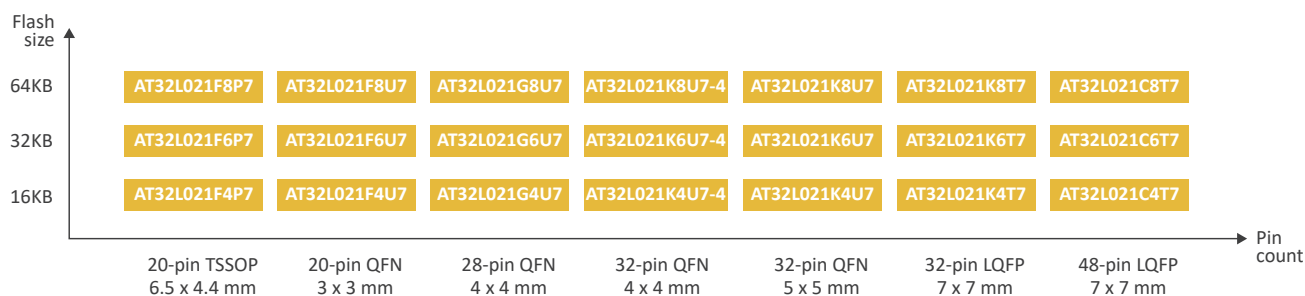 Flash
size
64KB AT32L021F8P7 AT32L021F8U7 AT32L021G8U7 AT32L021K8U7-4 AT32L021K8U7 AT32L021K8T7 AT32L021C8T7
32KB AT32L021F6P7 AT32L021F6U7 AT32L021G6U7 AT32L021K6U7-4 AT32L021K6U7 AT32L021K6T7 AT32L021C6T7
16KB AT32L021F4P7 AT32L021F4U7 AT32L021G4U7 AT32L021K4U7-4 AT32L021K4U7 AT32L021K4T7 AT32L021C4T7
Pin
count
20-pin TSSOP 20-pin QFN 28-pin QFN 32-pin QFN 32-pin QFN 32-pin LQFP 48-pin LQFP
6.5 x 4.4 mm 3 x 3 mm 4 x 4 mm 4 x 4 mm 5 x 5 mm 7 x 7 mm 7 x 7 mm